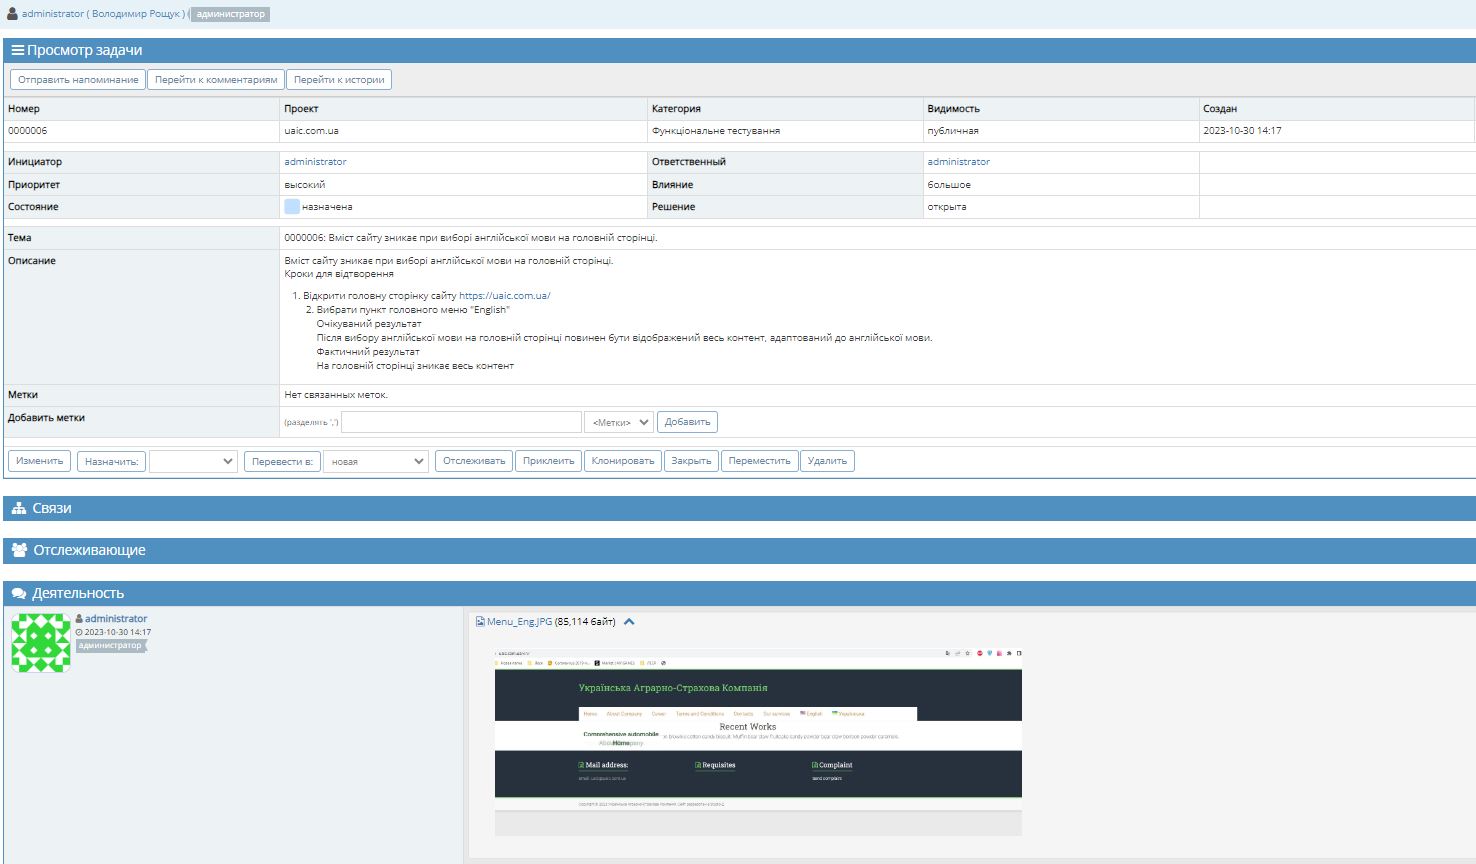 administrator ( Володимир Рощук ) администратор
Просмотр задачи
Отправить напоминание Перейти к комментариям Перейти к истории
Номер Проект Категория Видимость Создан
0000006 uaic.com.ua Функціональне тестування публичная 2023-10-30 14:17
Инициатор administrator Ответственный administrator
Приоритет высокий Влияние большое
Состояние назначена Решение открыта
Тема 0000006: Вміст сайту зникає при виборі англійської мови на головній сторінці.
Описание Вміст сайту зникає при виборі англійської мови на головній сторінці.
Кроки для відтворення
1. Відкрити головну сторінку сайту https://uaic.com.ua/
2. Вибрати пункт головного меню "English"
Очікуваний результат
Після вибору англійської мови на головній сторінці повинен бути відображений весь контент, адаптований до англійської мови.
Фактичний результат
На головній сторінці зникає весь контент
Метки Нет связанных меток.
Добавить метки (разделять ',') <Метки> Добавить
Изменить Назначить: Перевести в: новая Отслеживать Приклеить Клонировать Закрыть Переместить Удалить
Связи
Отслеживающие
Деятельность
administrator
2023-10-30 14:17
администратор
Menu_Eng.JPG (85,114 байт)
Українська Аграрно-Страхова Компанія
Home About Company Career Terms and Conditions Contacts Our services English Українська
Recent Works
Comprehensive automobile
Mail address: Requisites Complaint
Send complaint